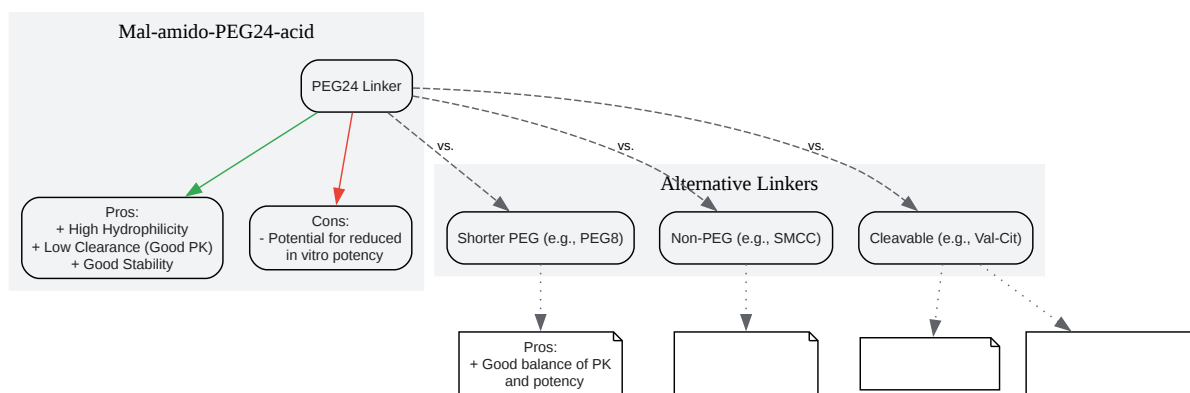 Mal-amido-PEG24-acid
PEG24 Linker
vs.
vs.
vs.
Alternative Linkers
Pros:
+ High Hydrophilicity
+ Low Clearance (Good PK)
+ Good Stability
Cons:
- Potential for reduced
in vitro potency
Shorter PEG (e.g., PEG8)
Non-PEG (e.g., SMCC)
Cleavable (e.g., Val-Cit)
Pros:
+ Good balance of PK
and potency